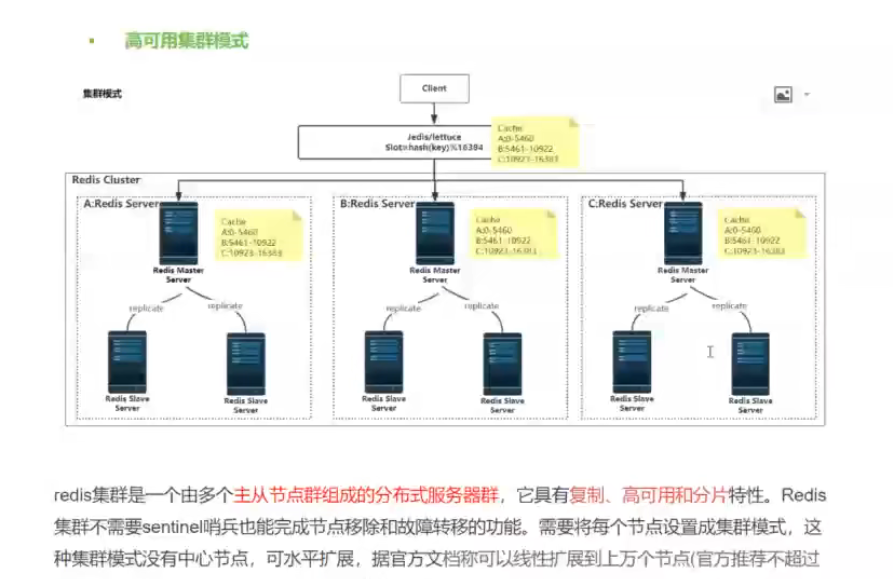 高可用集群模式
集群模式
Client
Jedis/lettuce
Slot=hash(key)%16384
Cache
A:0-5460
B:5461-10922
C:10923-16383
Redis Cluster
A:Redis Server
Cache
A:0-5460
B:5461-10922
C:10923-16383
Redis Master
Server
replicate
replicate
Redis Slave
Server
Redis Slave
Server
B:Redis Server
Cache
A:0-5460
B:5461-10922
C:10923-16383
Redis Master
Server
replicate
replicate
Redis Slave
Server
Redis Slave
Server
C:Redis Server
Cache
A:0-5460
B:5461-10922
C:10923-16383
Redis Master
Server
replicate
replicate
Redis Slave
Server
Redis Slave
Server
redis集群是一个由多个主从节点群组成的分布式服务器群，它具有复制、高可用和分片特性。Redis
集群不需要sentinel哨兵也能完成节点移除和故障转移的功能。需要将每个节点设置成集群模式，这
种集群模式没有中心节点，可水平扩展，据官方文档称可以线性扩展到上万个节点(官方推荐不超过